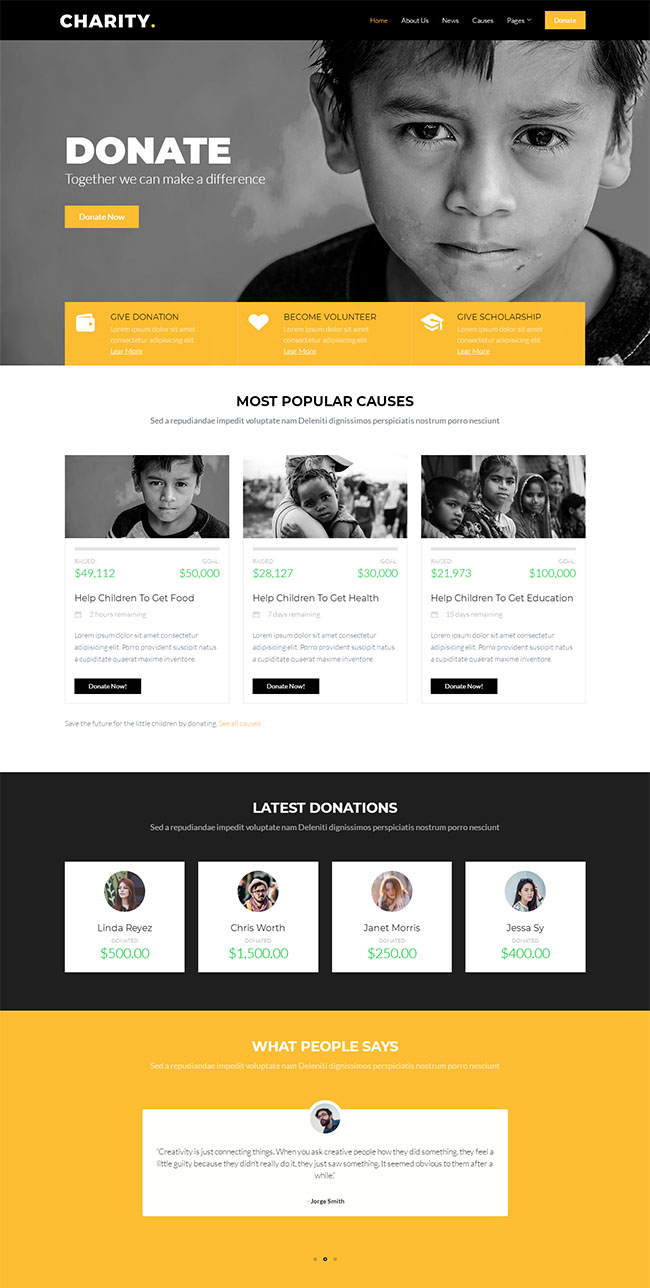 CHARITY.
Home About Us News Causes Pages Donate
DONATE
Together we can make a difference
Donate Now
GIVE DONATION
Lorem ipsum dolor sit amet
consectetur adipisicing elit
Lear More
BECOME VOLUNTEER
Lorem ipsum dolor sit amet
consectetur adipisicing elit
Lear More
GIVE SCHOLARSHIP
Lorem ipsum dolor sit amet
consectetur adipisicing elit
Lear More
MOST POPULAR CAUSES
Sed a repudiandae impedit voluptate nam Deleniti dignissimos perspiciatis nostrum porro nesciunt
RAISED: GOAL:
$49,112 $50,000
Help Children To Get Food
2 hours remaining
Lorem ipsum dolor sit amet consectetur
adipisicing elit. Porro provident suscipit natus
a cupiditate quaerat maxime inventore.
Donate Now!
RAISED: GOAL:
$28,127 $30,000
Help Children To Get Health
7 days remaining
Lorem ipsum dolor sit amet consectetur
adipisicing elit. Porro provident suscipit natus
a cupiditate quaerat maxime inventore.
Donate Now!
RAISED: GOAL:
$21,973 $100,000
Help Children To Get Education
15 days remaining
Lorem ipsum dolor sit amet consectetur
adipisicing elit. Porro provident suscipit natus
a cupiditate quaerat maxime inventore.
Donate Now!
Save the future for the little children by donating. See all causes
LATEST DONATIONS
Sed a repudiandae impedit voluptate nam Deleniti dignissimos perspiciatis nostrum porro nesciunt
Linda Reyez
DONATED
$500.00
Chris Worth
DONATED
$1,500.00
Janet Morris
DONATED
$250.00
Jessa Sy
DONATED
$400.00
WHAT PEOPLE SAYS
Sed a repudiandae impedit voluptate nam Deleniti dignissimos perspiciatis nostrum porro nesciunt
"Creativity is just connecting things. When you ask creative people how they did something, they feel a
little guilty because they didn't really do it, they just saw something. It seemed obvious to them after a
while."
- Jorge Smith